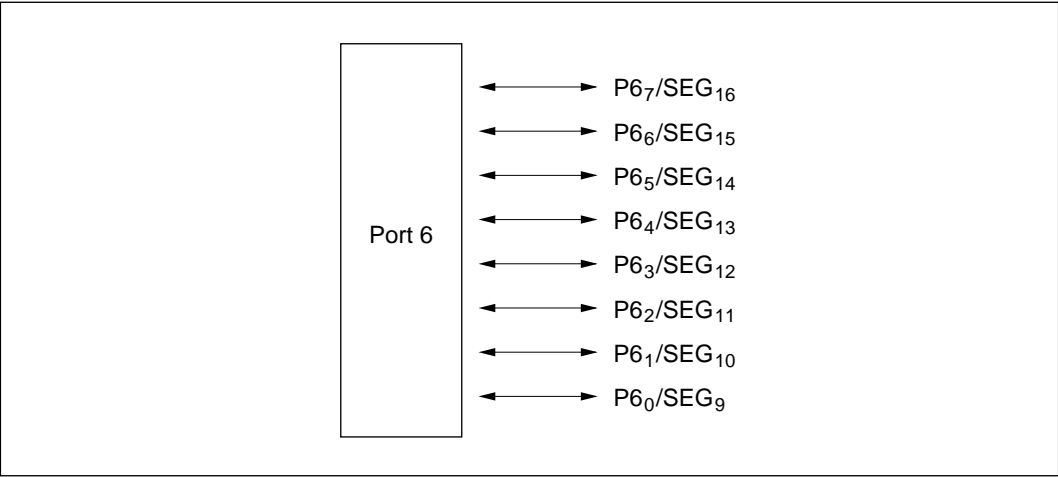 P6₇/SEG₁₆
P6₆/SEG₁₅
P6₅/SEG₁₄
P6₄/SEG₁₃
Port 6
P6₃/SEG₁₂
P6₂/SEG₁₁
P6₁/SEG₁₀
P6₀/SEG₉